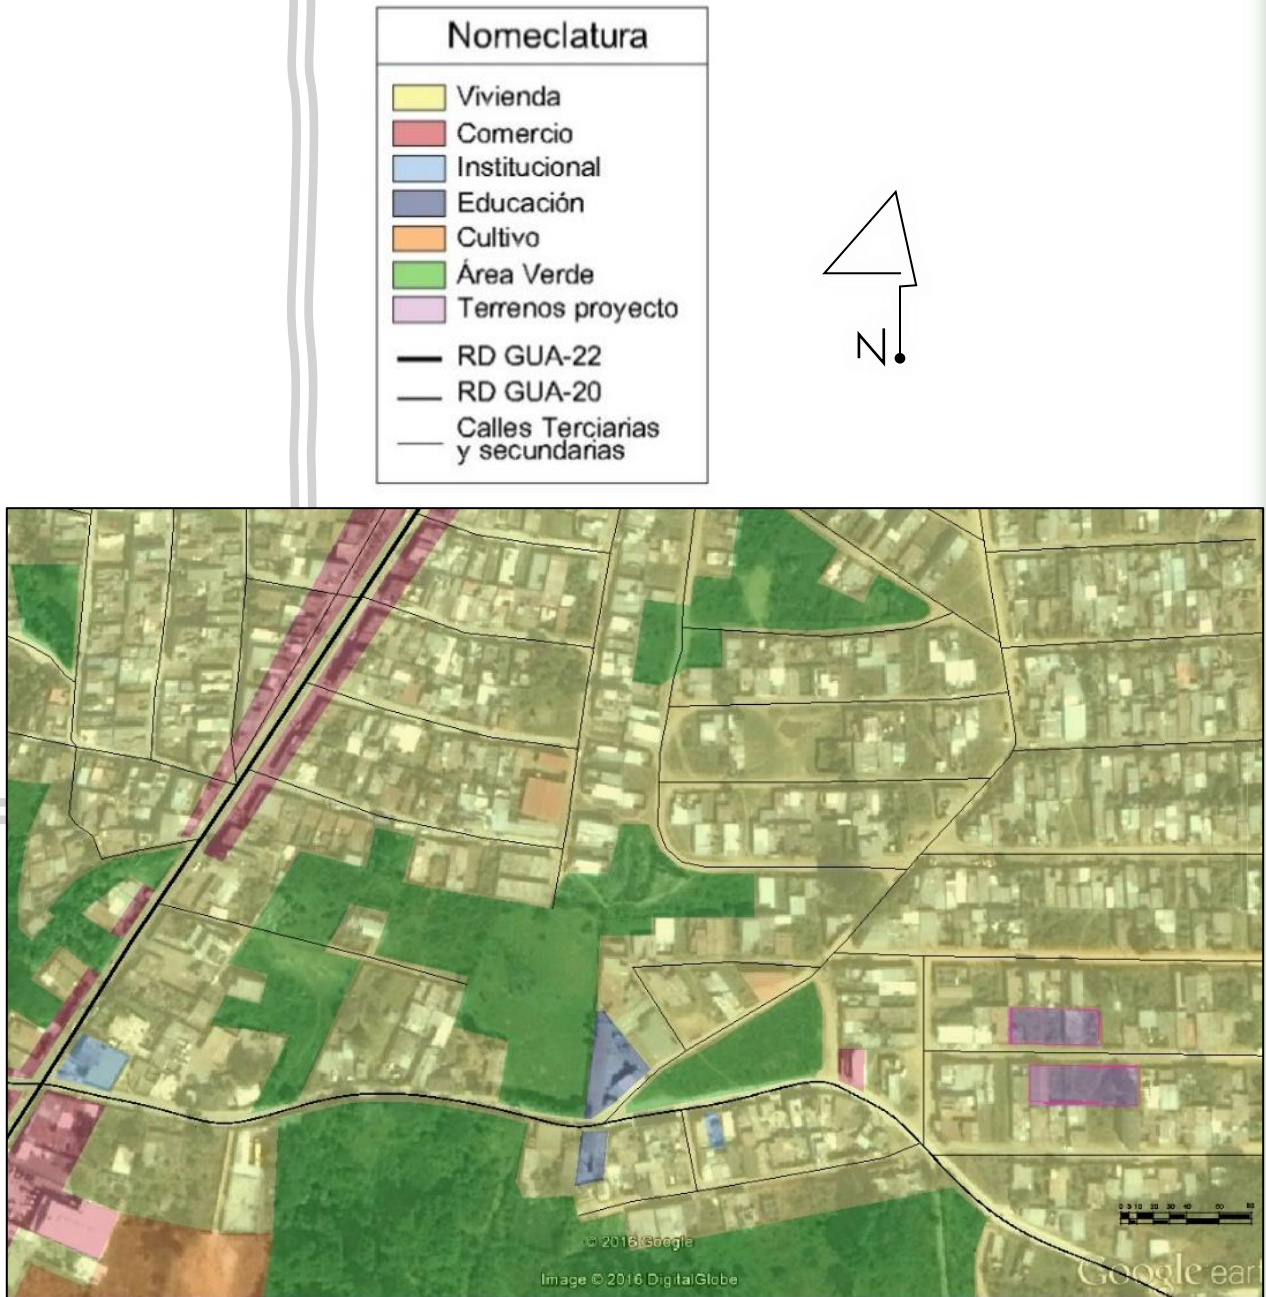 Nomeclatura
Vivienda
Comercio
Institucional
Educación
Cultivo
Área Verde
Terrenos proyecto
RD GUA-22
RD GUA-20
Calles Terciarias
y secundarias
N
© 2016 Google
Image © 2016 DigitalGlobe
Google eart